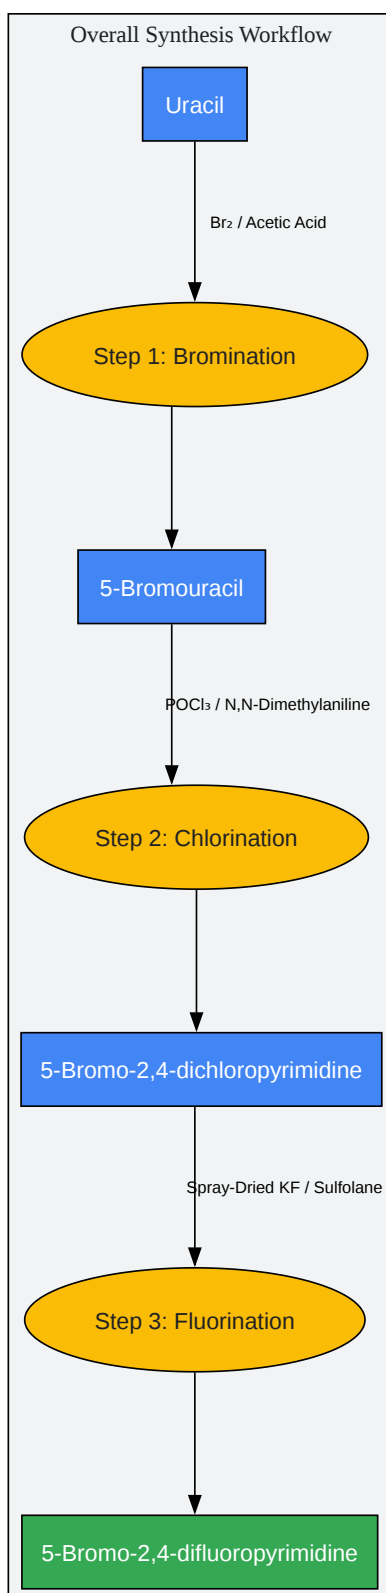 Overall Synthesis Workflow
Uracil
Br₂ / Acetic Acid
Step 1: Bromination
5-Bromouracil
POCl₃ / N,N-Dimethylaniline
Step 2: Chlorination
5-Bromo-2,4-dichloropyrimidine
Spray-Dried KF / Sulfolane
Step 3: Fluorination
5-Bromo-2,4-difluoropyrimidine